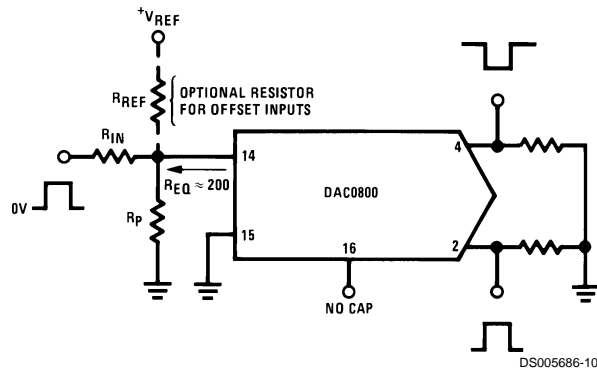 +VREF
RREF
OPTIONAL RESISTOR
FOR OFFSET INPUTS
RIN
14
4
REQ ≈ 200
DAC0800
0V
RP
15
16
2
NO CAP
DS005686-10